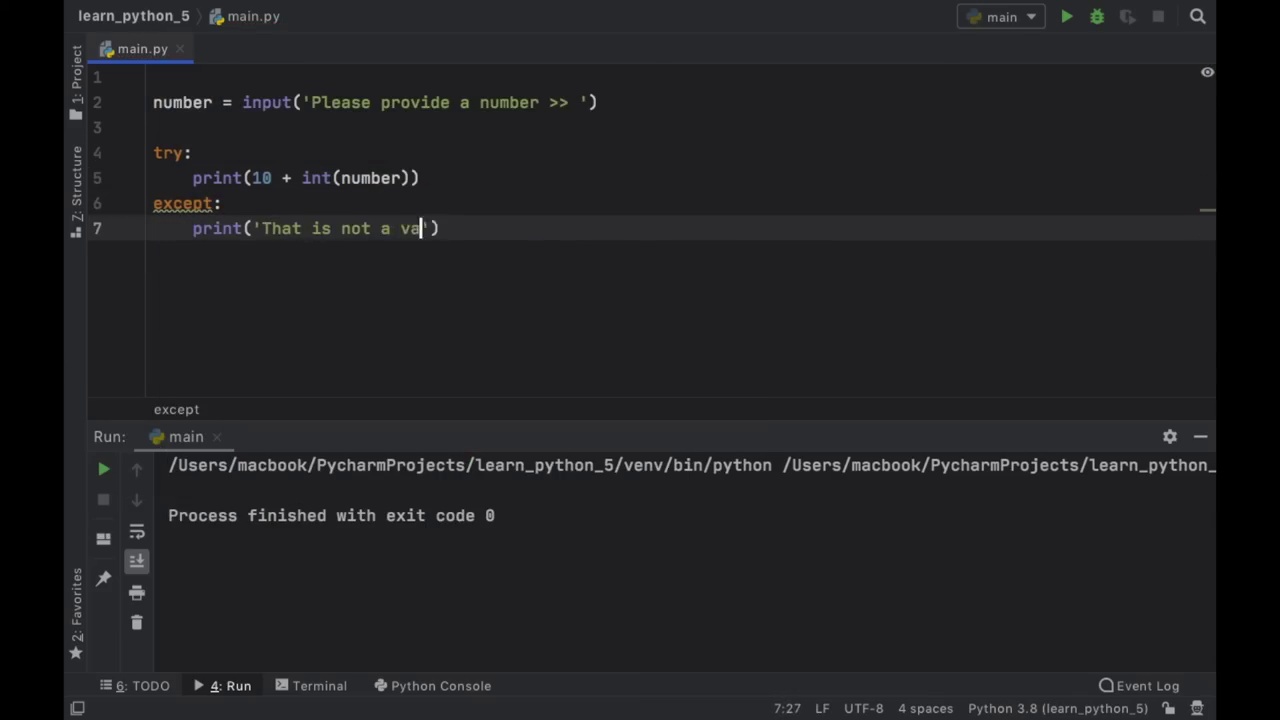 learn_python_5
main.py
main
main.py
1: Project
7: Structure
2: Favorites
1
2 number = input('Please provide a number >> ')
3
4 try:
5 print(10 + int(number))
6 except:
7 print('That is not a va')
except
Run: main
/Users/macbook/PycharmProjects/learn_python_5/venv/bin/python /Users/macbook/PycharmProjects/learn_python_
Process finished with exit code 0
6: TODO 4: Run Terminal Python Console Event Log
7:27 LF UTF-8 4 spaces Python 3.8 (learn_python_5)